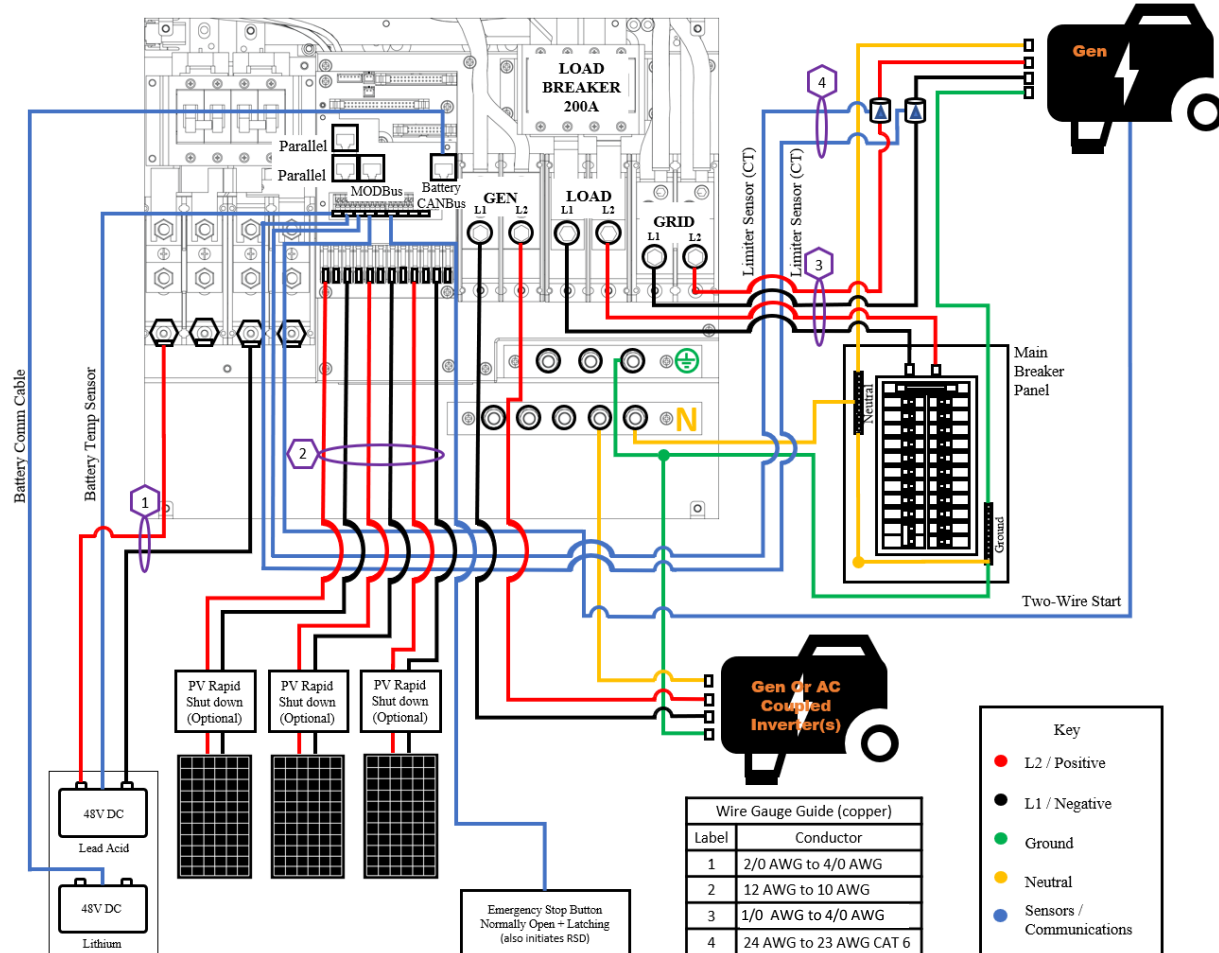 Gen
4
LOAD
BREAKER
200A
Parallel
Parallel
MODBus
Battery
CANBus
GEN
L1 L2
LOAD
L1 L2
GRID
L1 L2
Limiter Sensor (CT)
Limiter Sensor (CT)
3
Main
Breaker
Panel
Neutral
Ground
N
Battery Comm Cable
Battery Temp Sensor
1
2
Two-Wire Start
PV Rapid
Shut down
(Optional)
PV Rapid
Shut down
(Optional)
PV Rapid
Shut down
(Optional)
Gen Or AC
Coupled
Inverter(s)
48V DC
Lead Acid
48V DC
Lithium
Emergency Stop Button
Normally Open + Latching
(also initiates RSD)
Wire Gauge Guide (copper)
Label Conductor
1 2/0 AWG to 4/0 AWG
2 12 AWG to 10 AWG
3 1/0 AWG to 4/0 AWG
4 24 AWG to 23 AWG CAT 6
Key
L2 / Positive
L1 / Negative
Ground
Neutral
Sensors /
Communications